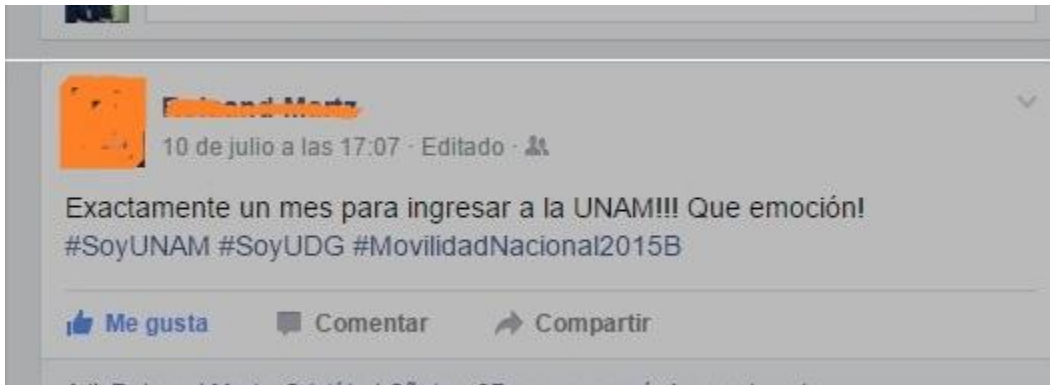 10 de julio a las 17:07 · Editado ·
Exactamente un mes para ingresar a la UNAM!!! Que emoción!
#SoyUNAM #SoyUDG #MovilidadNacional2015B
Me gusta Comentar Compartir